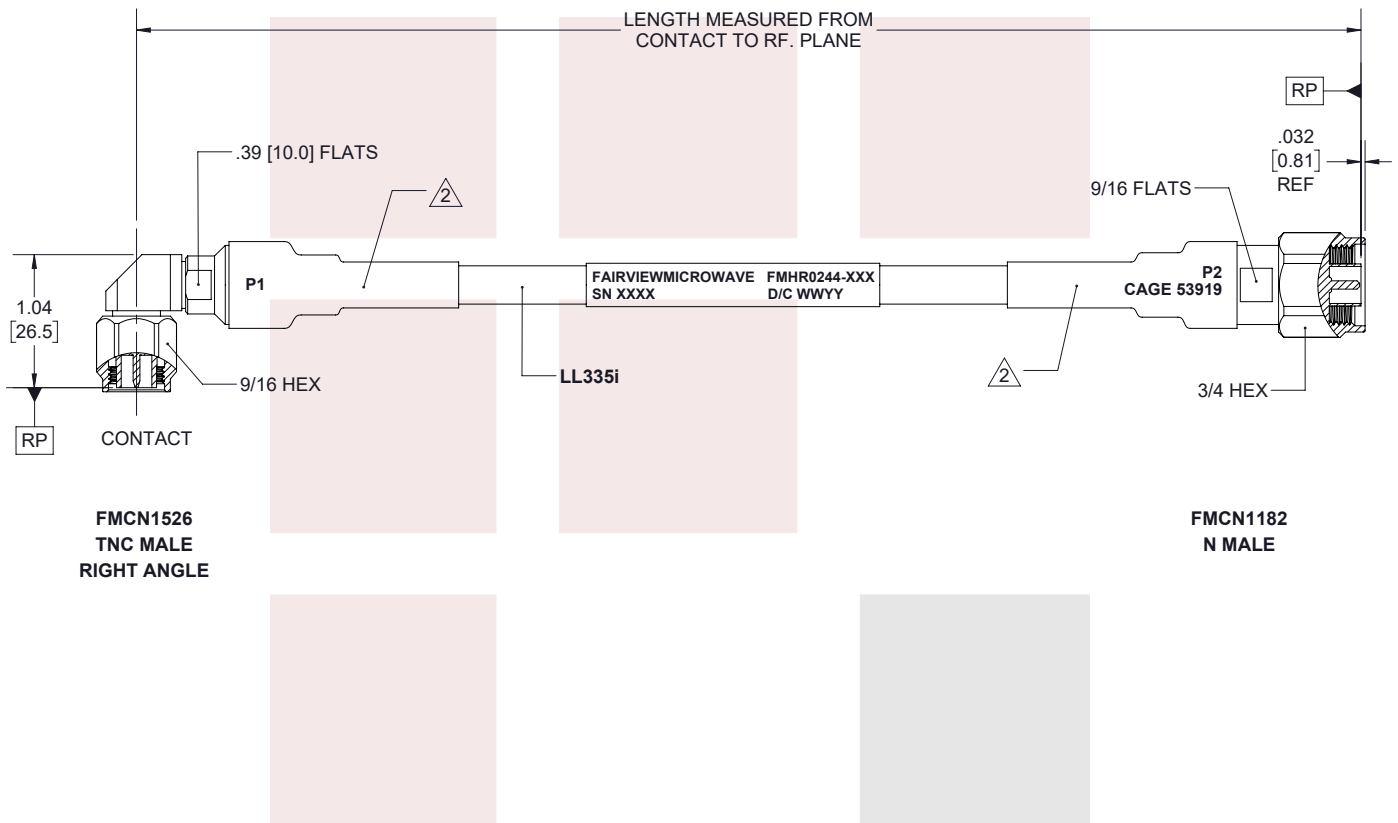 LENGTH MEASURED FROM
CONTACT TO RF. PLANE
RP
.032
[0.81]
REF
.39 [10.0] FLATS
2
9/16 FLATS
P1
FAIRVIEWMICROWAVE FMHR0244-XXX
SN XXXX D/C WWYY
P2
CAGE 53919
1.04
[26.5]
9/16 HEX
LL335i
2
3/4 HEX
RP
CONTACT
FMCN1526
TNC MALE
RIGHT ANGLE
FMCN1182
N MALE